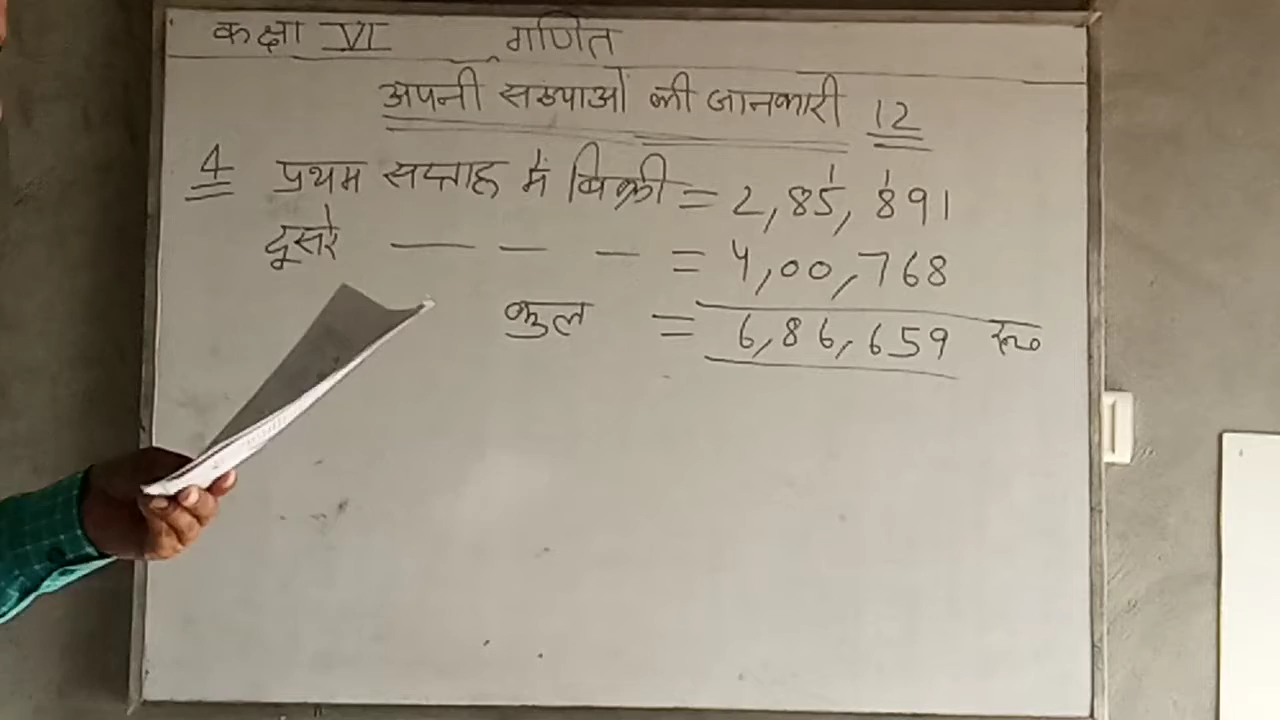 कक्षा VI गणित
अपनी संख्याओं की जानकारी 12
4 प्रथम सप्ताह में बिक्री = 2,85,891
दूसरे — — — = 4,00,768
कुल = 6,86,659 रू०